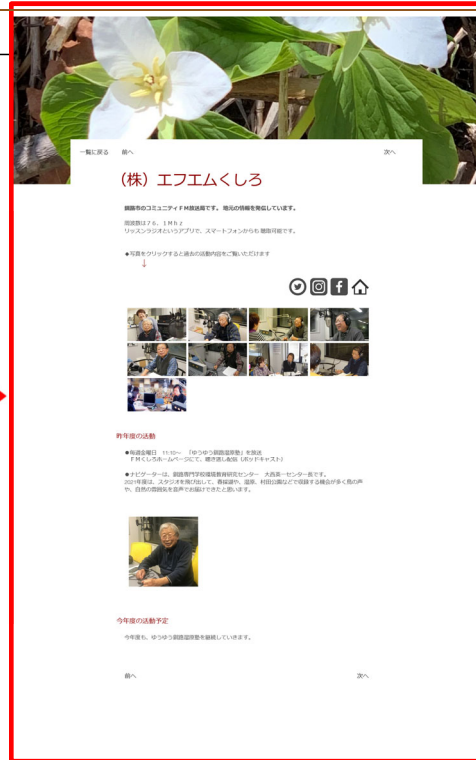 一覧に戻る 前へ 次へ
(株)エフエムくしろ
釧路市のコミュニティFM放送局です。地元の情報を発信しています。
周波数は76.1Mhz
リッスンラジオというアプリで、スマートフォンからも聴取可能です。
●写真をクリックすると過去の活動内容をご覧いただけます
↓
昨年度の活動
●毎週金曜日 11:30~ 「ゆうゆう釧路湿原塾」を放送
FMくしろホームページにて、聴き逃し配信(ポッドキャスト)
●ナビゲーターは、釧路専門学校環境教育研究センター 大西英一センター長です。
2021年度は、スタジオを飛び出して、春採湖や、湿原、村田公園などで収録する機会が多く鳥の声
や、自然の雰囲気を音声でお届けできたと思います。
今年度の活動予定
今年度も、ゆうゆう釧路湿原塾を継続していきます。
前へ 次へ